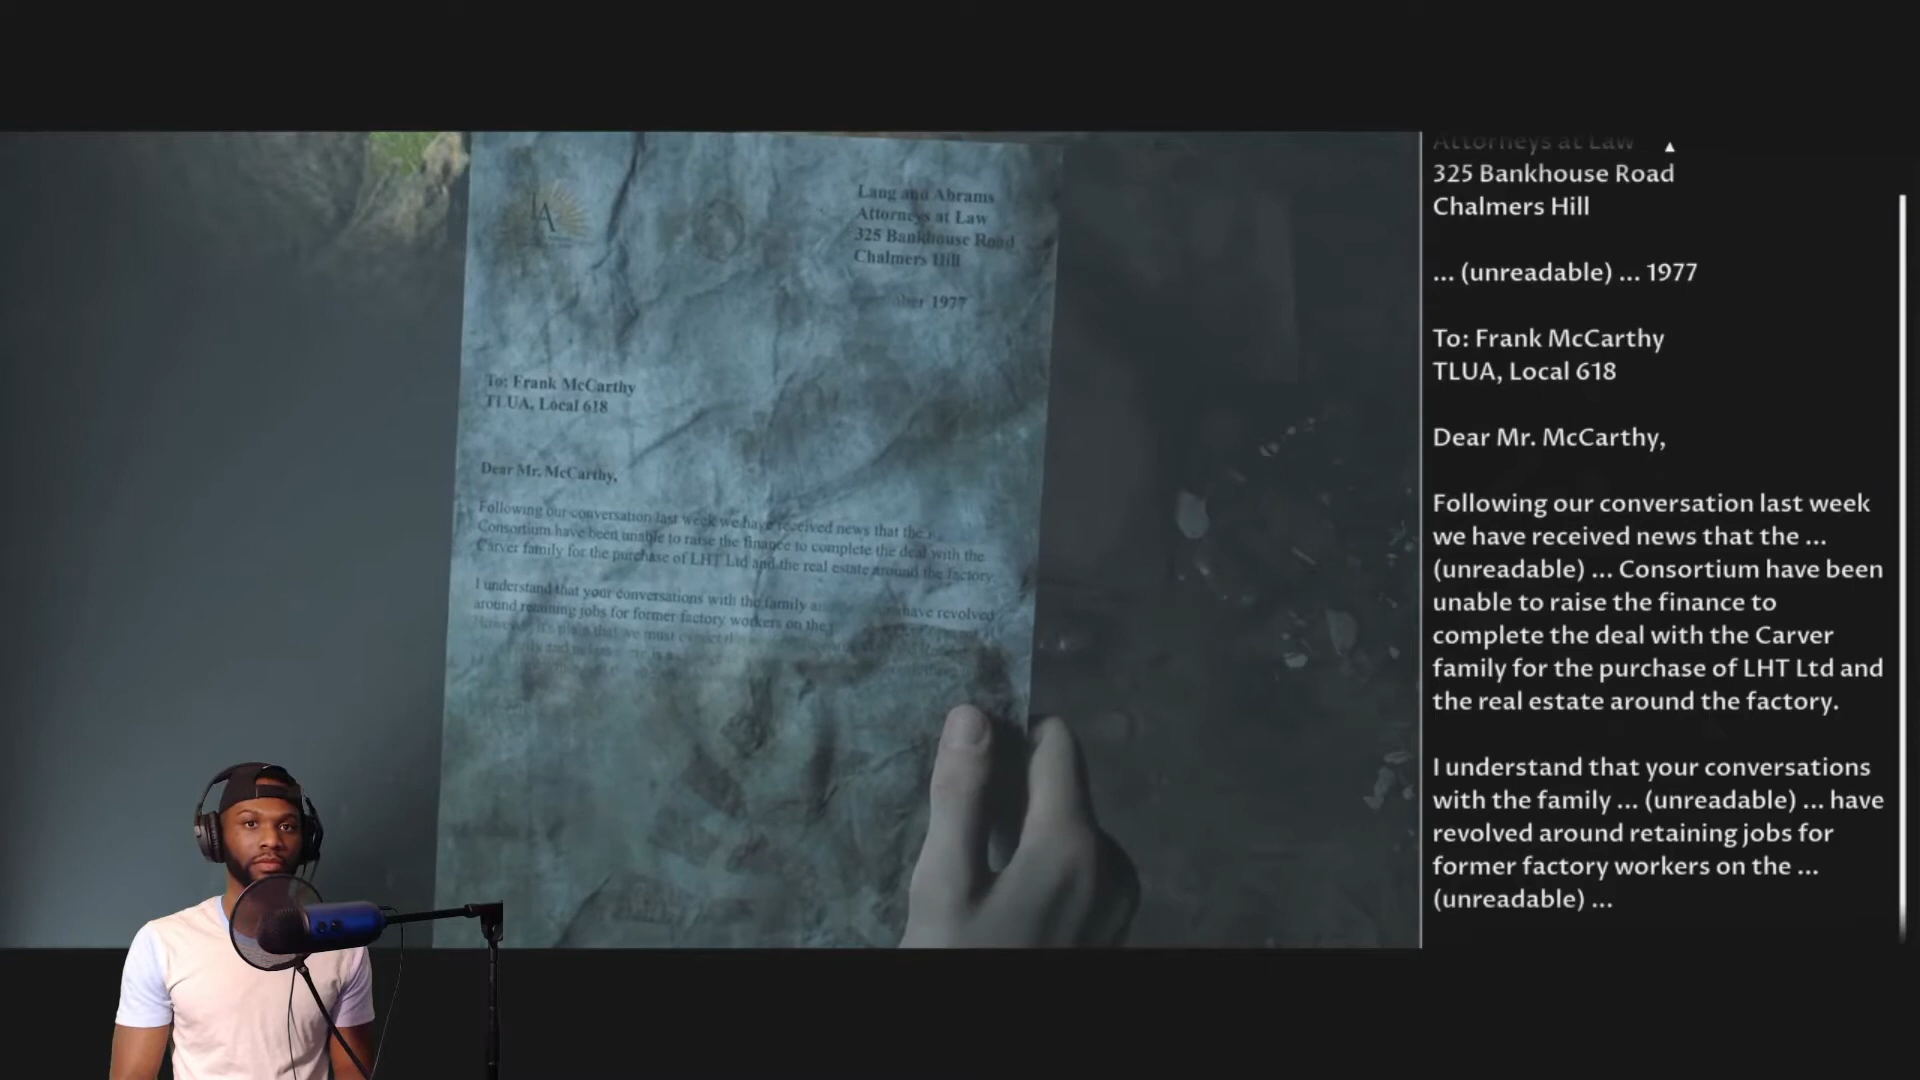 LA
Lang and Abrams
Attorneys at Law
325 Bankhouse Road
Chalmers Hill
1977
To: Frank McCarthy
TLUA, Local 618
Dear Mr. McCarthy,
Following our conversation last week we have received news that the
Consortium have been unable to raise the finance to complete the deal with the
Carver family for the purchase of LHT Ltd and the real estate around the factory.
I understand that your conversations with the family have revolved
around retaining jobs for former factory workers on the
However, it's plain that we must expect
Attorneys at Law
325 Bankhouse Road
Chalmers Hill
... (unreadable) ... 1977
To: Frank McCarthy
TLUA, Local 618
Dear Mr. McCarthy,
Following our conversation last week
we have received news that the ...
(unreadable) ... Consortium have been
unable to raise the finance to
complete the deal with the Carver
family for the purchase of LHT Ltd and
the real estate around the factory.
I understand that your conversations
with the family ... (unreadable) ... have
revolved around retaining jobs for
former factory workers on the ...
(unreadable) ...